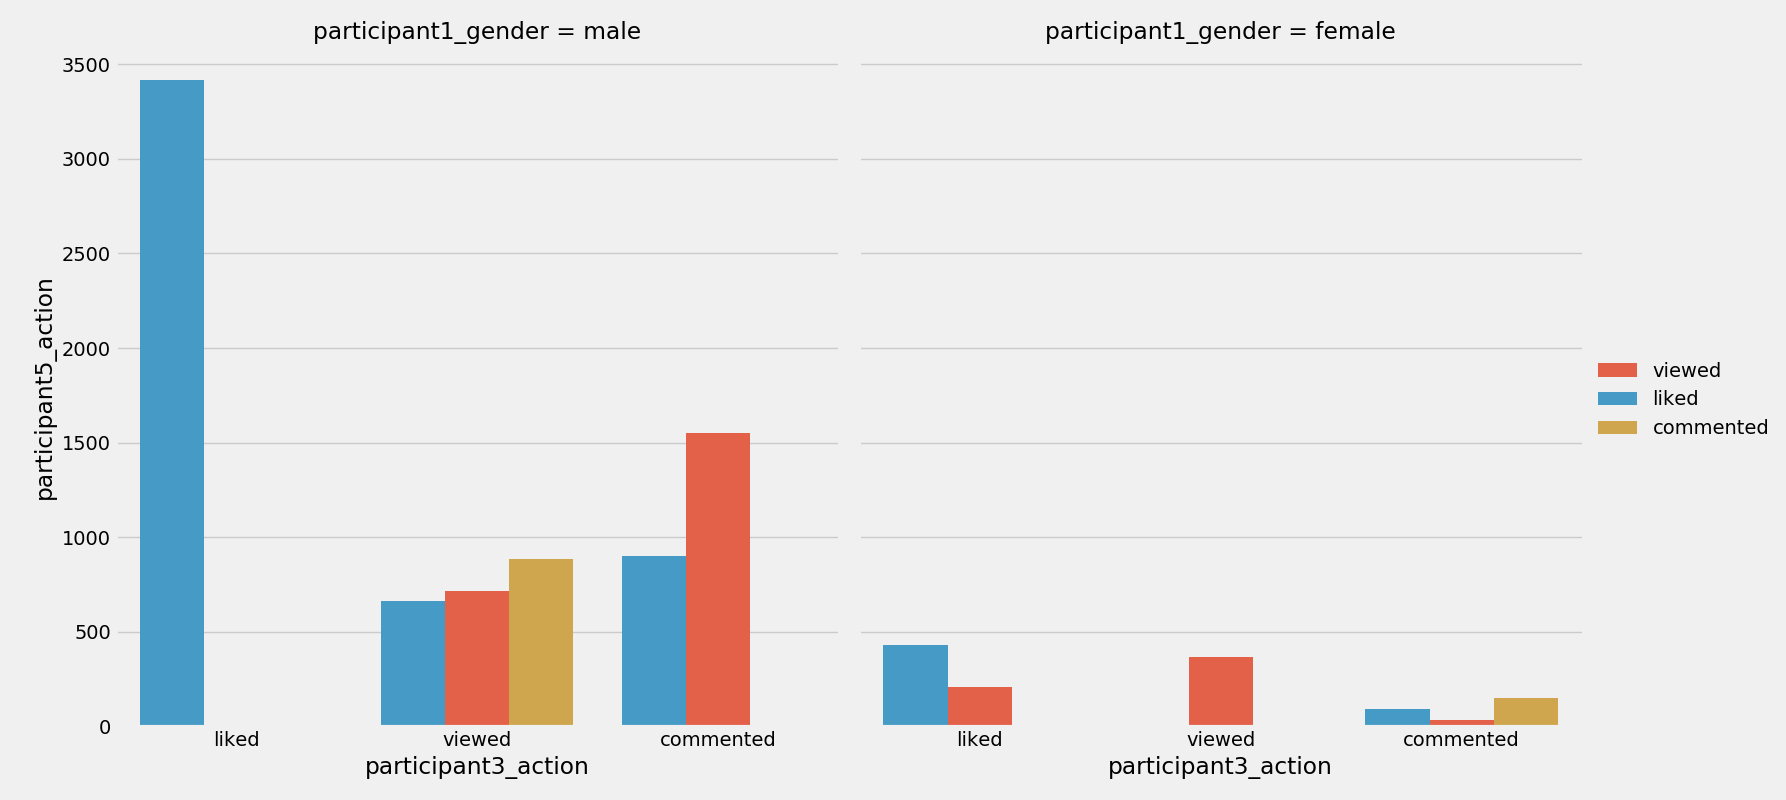 participant1_gender = male
participant1_gender = female
3500
3000
2500
2000
1500
1000
500
0
participant5_action
liked
viewed
commented
participant3_action
liked
viewed
commented
participant3_action
viewed
liked
commented